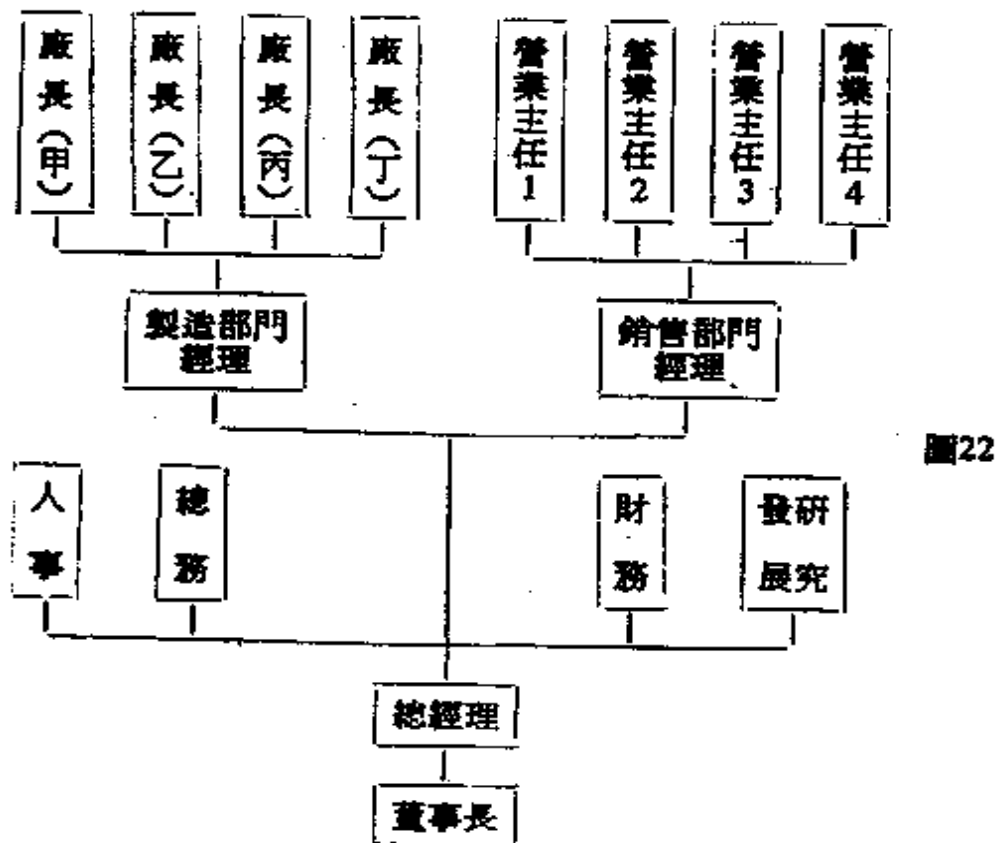 廠長(甲)
廠長(乙)
廠長(丙)
廠長(丁)
營業主任1
營業主任2
營業主任3
營業主任4
製造部門
經理
銷售部門
經理
圖22
人事
總務
財務
研究
發展
總經理
董事長